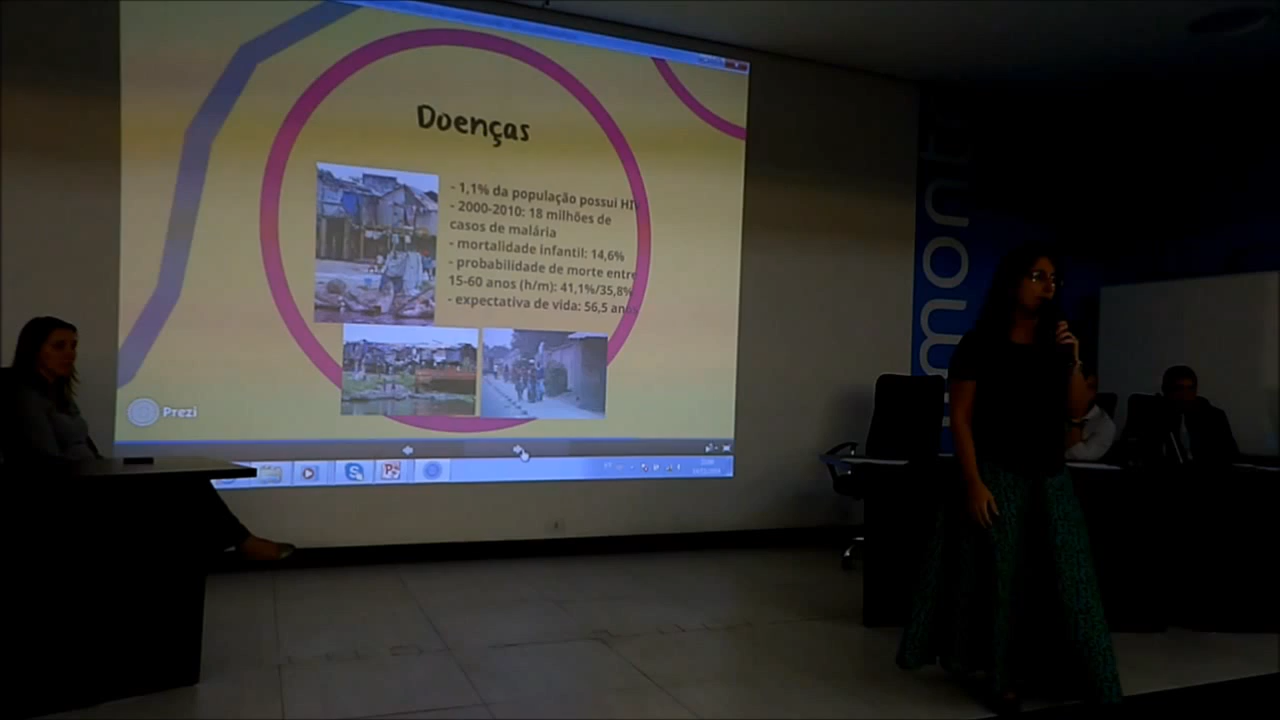 Doenças
- 1,1% da população possui HIV
- 2000-2010: 18 milhões de
casos de malária
- mortalidade infantil: 14,6%
- probabilidade de morte entre
15-60 anos (h/m): 41,1%/35,8%
- expectativa de vida: 56,5 anos
Prezi